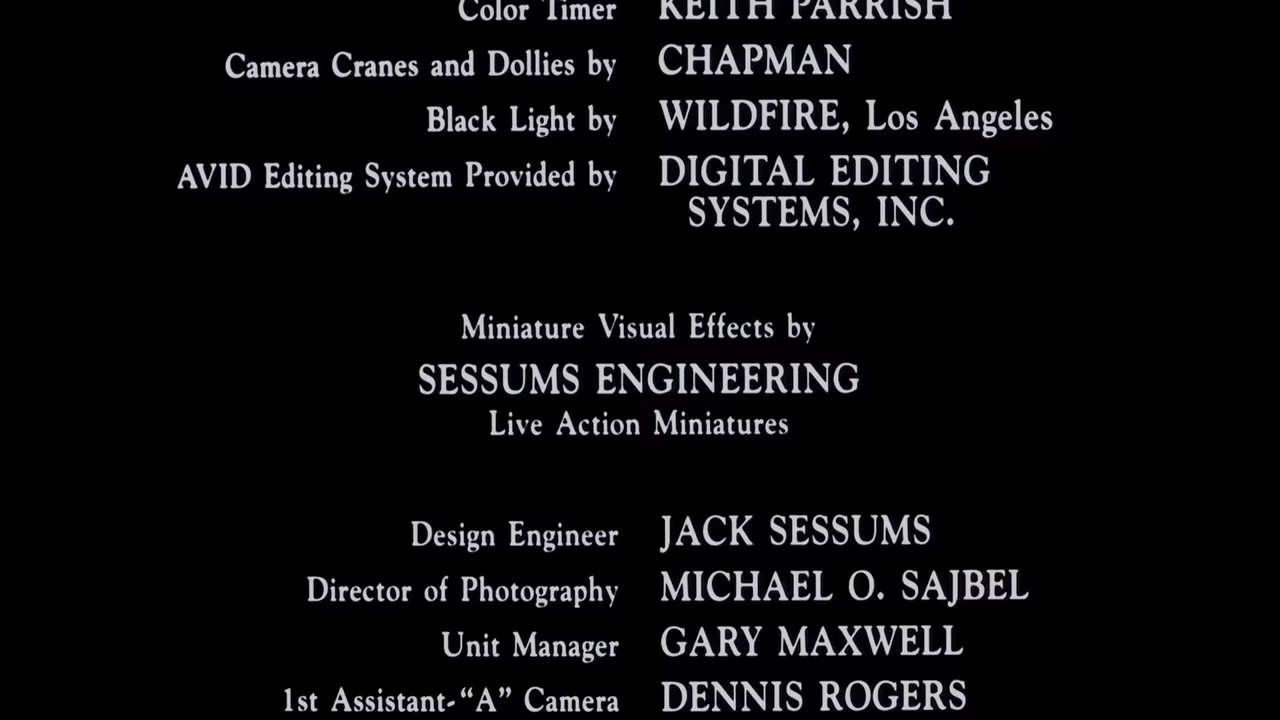 Color Timer KEITH PARRISH
Camera Cranes and Dollies by CHAPMAN
Black Light by WILDFIRE, Los Angeles
AVID Editing System Provided by DIGITAL EDITING
SYSTEMS, INC.
Miniature Visual Effects by
SESSUMS ENGINEERING
Live Action Miniatures
Design Engineer JACK SESSUMS
Director of Photography MICHAEL O. SAJBEL
Unit Manager GARY MAXWELL
1st Assistant-“A” Camera DENNIS ROGERS